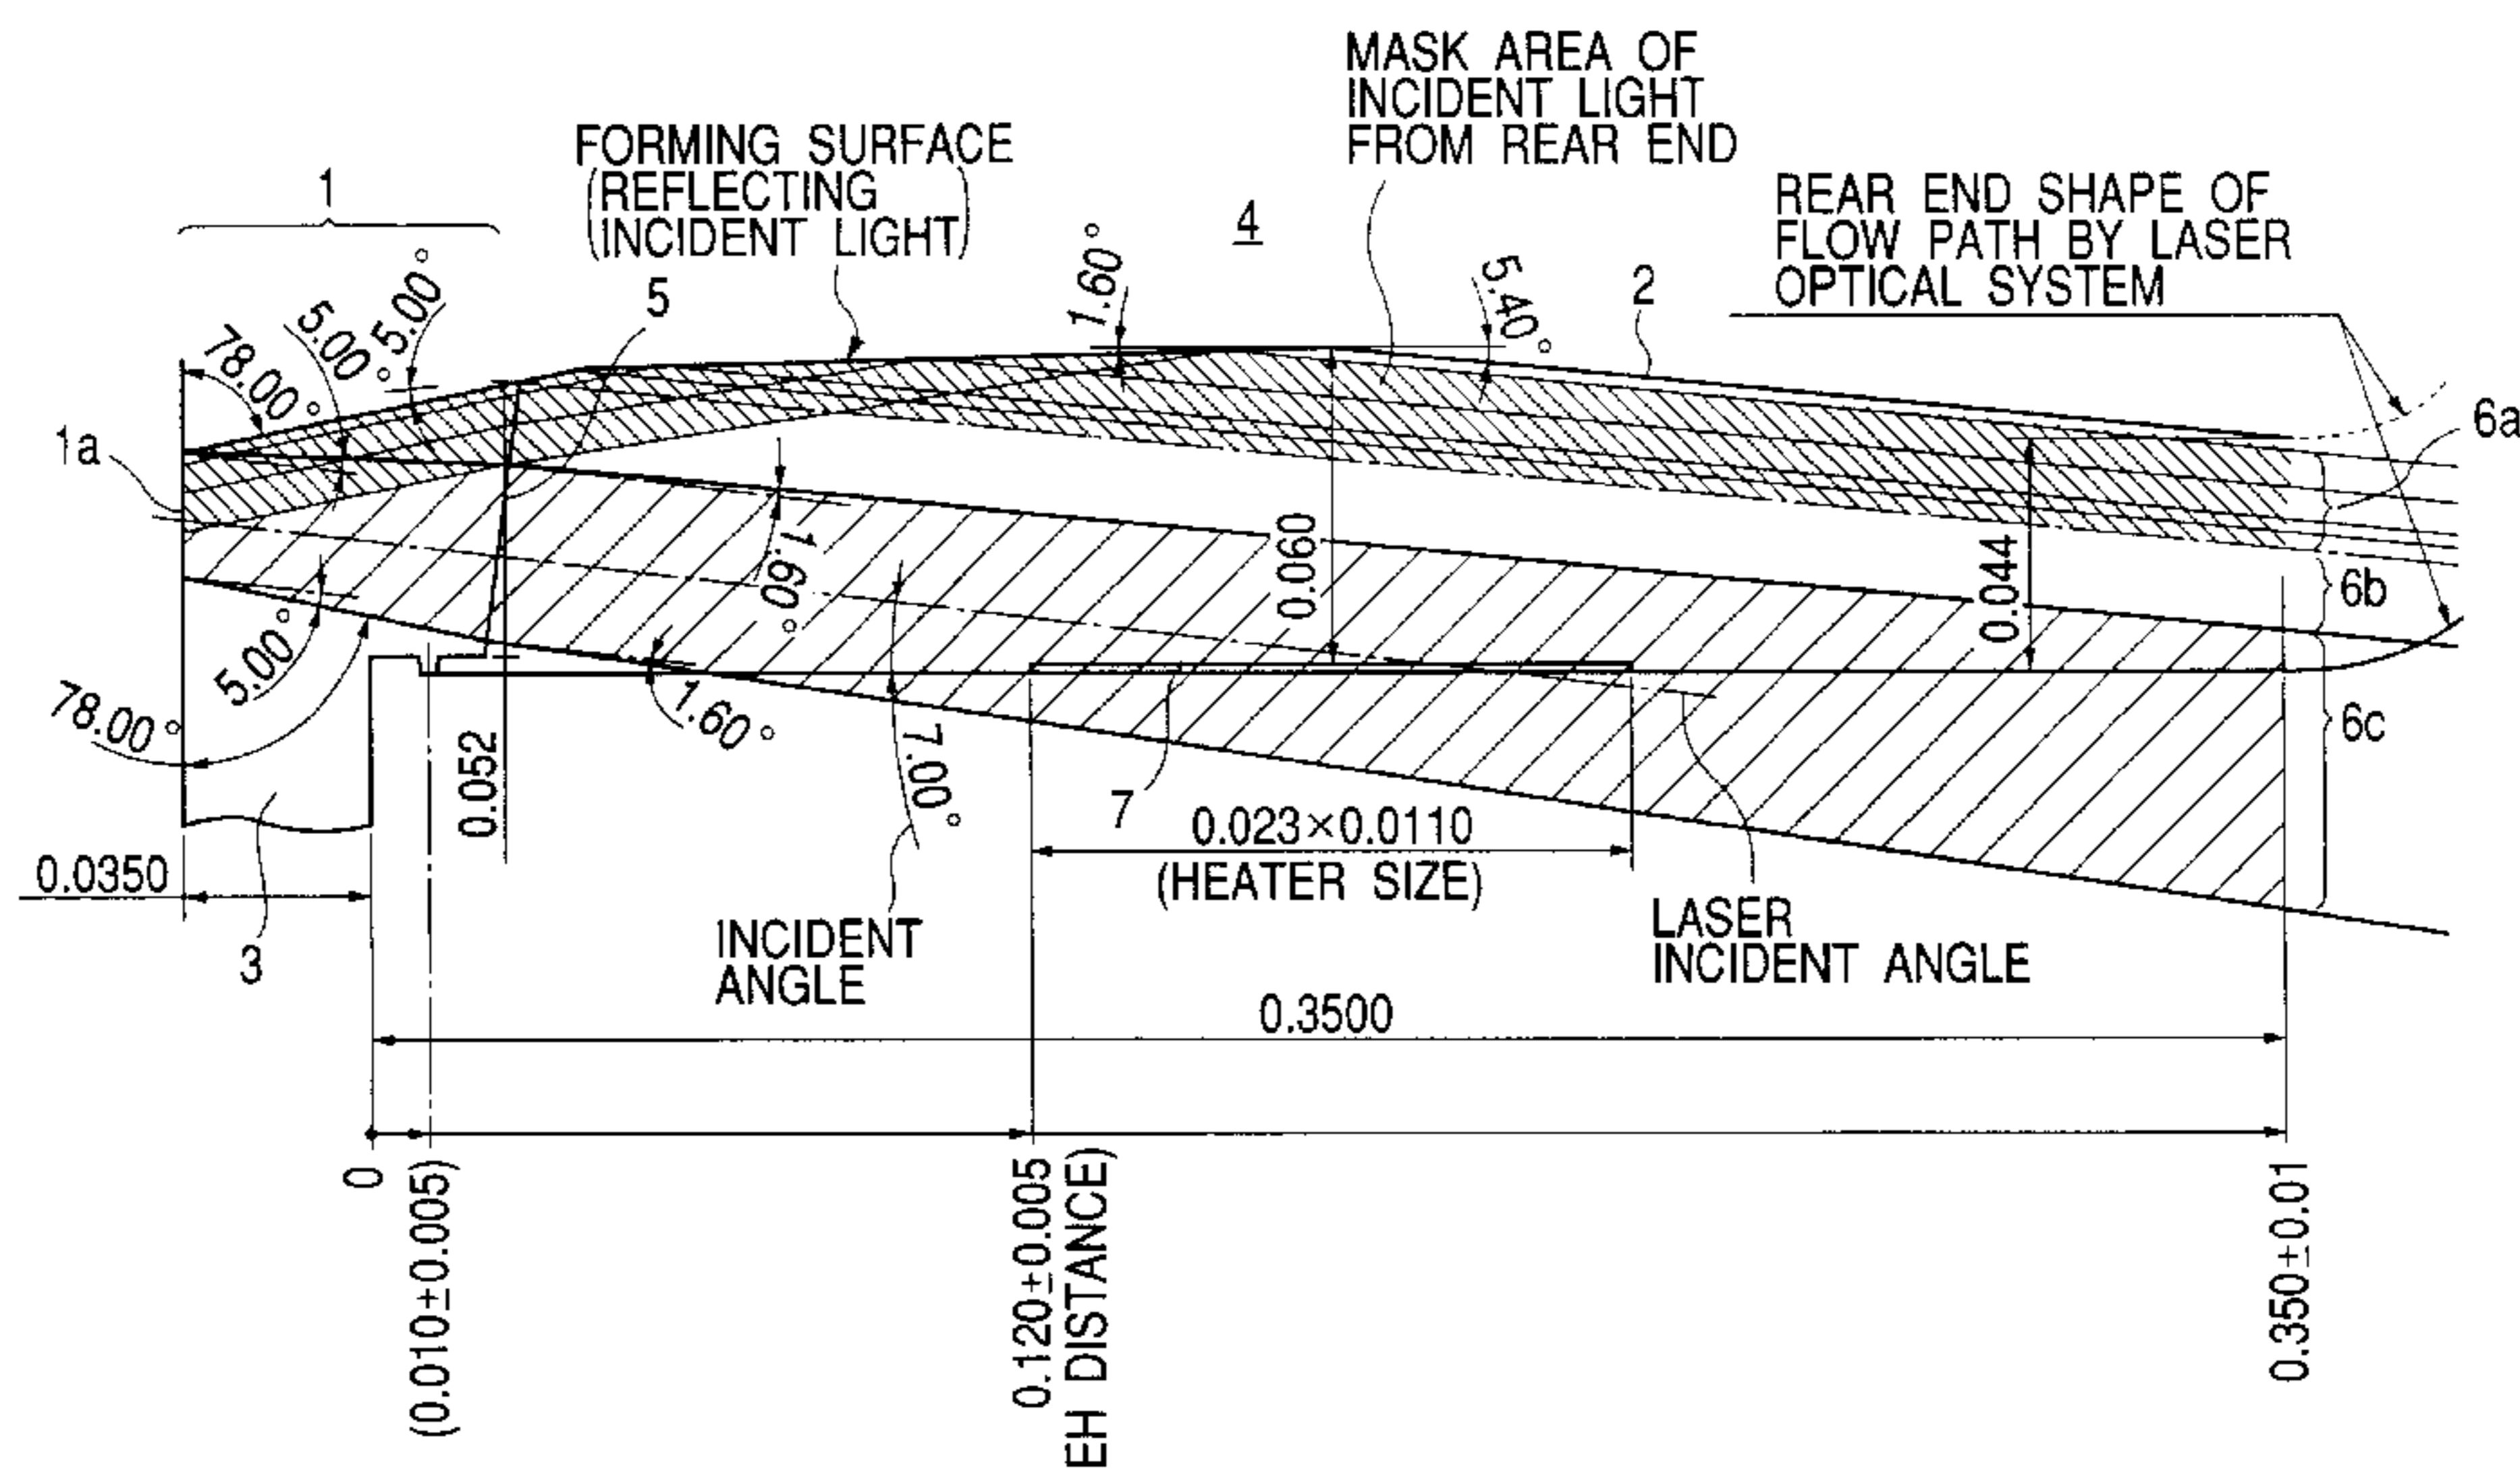 MASK AREA OF
INCIDENT LIGHT
FROM REAR END
FORMING SURFACE
(REFLECTING
INCIDENT LIGHT)
REAR END SHAPE OF
FLOW PATH BY LASER
OPTICAL SYSTEM
1
4
5
2
1.60°
5.40°
5.00°
5.00°
78.00°
1a
6a
6b
6c
1.60°
0.060
0.044
5.00°
78.00°
1.60°
7.00°
0.052
7
0.023×0.0110
(HEATER SIZE)
0.0350
3
INCIDENT
ANGLE
LASER
INCIDENT ANGLE
0.3500
0
(0.010±0.005)
0.120±0.005
EH DISTANCE)
0.350±0.01